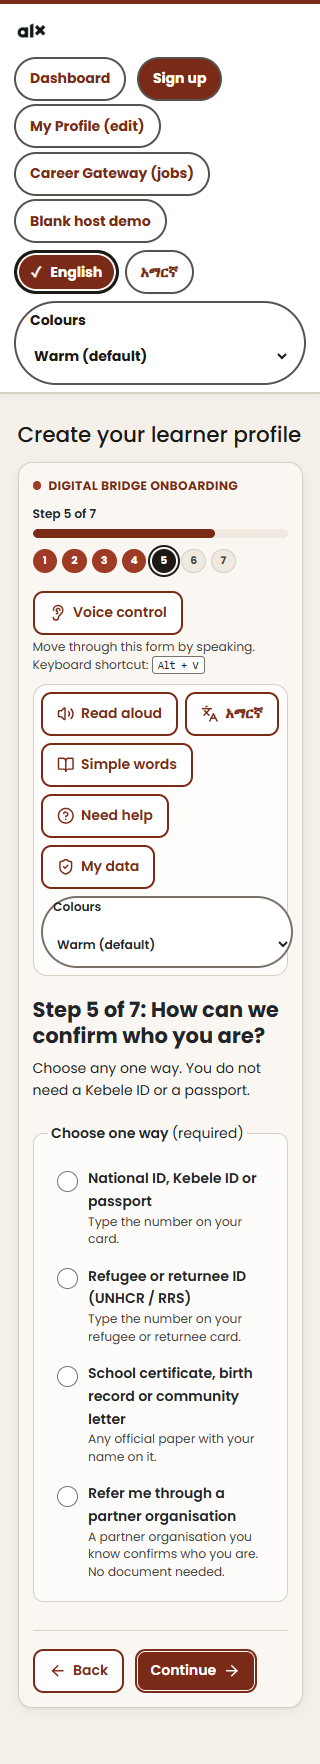 alx
Dashboard
Sign up
My Profile (edit)
Career Gateway (jobs)
Blank host demo
✓ English
አማርኛ
Colours
Warm (default)
Create your learner profile
DIGITAL BRIDGE ONBOARDING
Step 5 of 7
1 2 3 4 5 6 7
Voice control
Move through this form by speaking.
Keyboard shortcut: Alt + V
Read aloud
አማርኛ
Simple words
Need help
My data
Colours
Warm (default)
Step 5 of 7: How can we
confirm who you are?
Choose any one way. You do not
need a Kebele ID or a passport.
Choose one way (required)
National ID, Kebele ID or
passport
Type the number on your
card.
Refugee or returnee ID
(UNHCR / RRS)
Type the number on your
refugee or returnee card.
School certificate, birth
record or community
letter
Any official paper with your
name on it.
Refer me through a
partner organisation
A partner organisation you
know confirms who you are.
No document needed.
← Back
Continue →